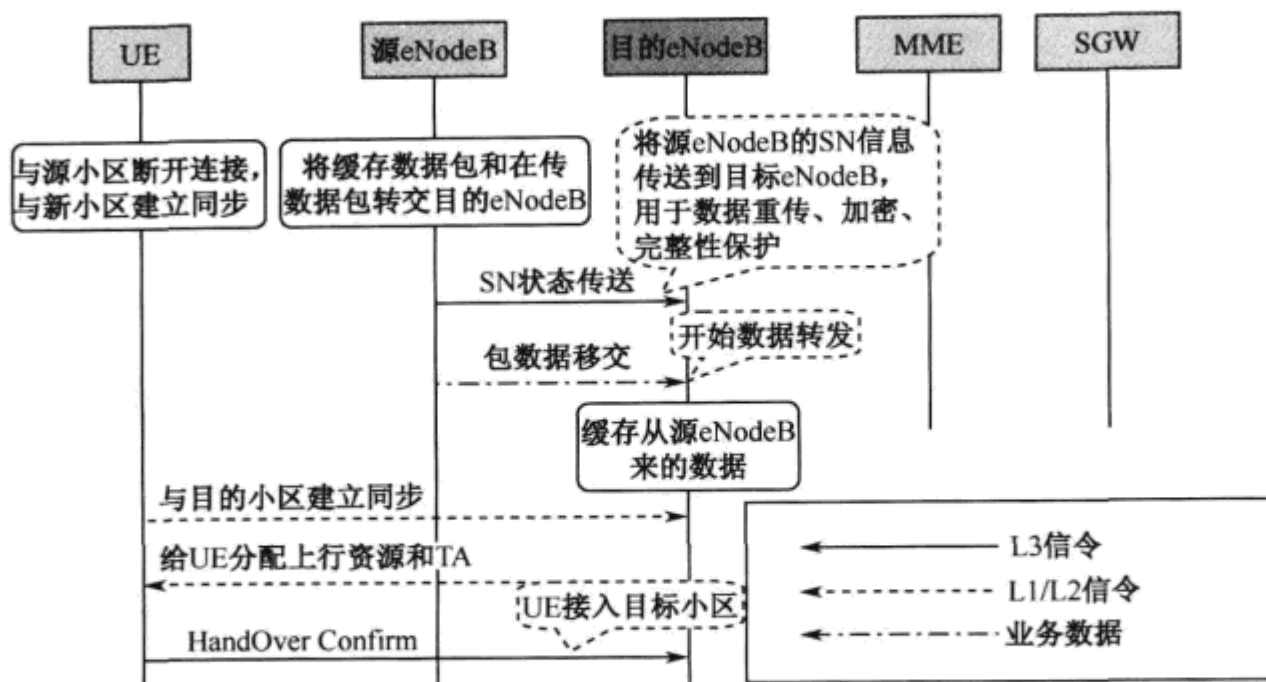 UE
源eNodeB
目的eNodeB
MME
SGW
与源小区断开连接,
与新小区建立同步
将缓存数据包和在传
数据包转交目的eNodeB
将源eNodeB的SN信息
传送到目标eNodeB,
用于数据重传、加密、
完整性保护
SN状态传送
开始数据转发
包数据移交
缓存从源eNodeB
来的数据
与目的小区建立同步
给UE分配上行资源和TA
UE接入目标小区
HandOver Confirm
L3信令
L1/L2信令
业务数据